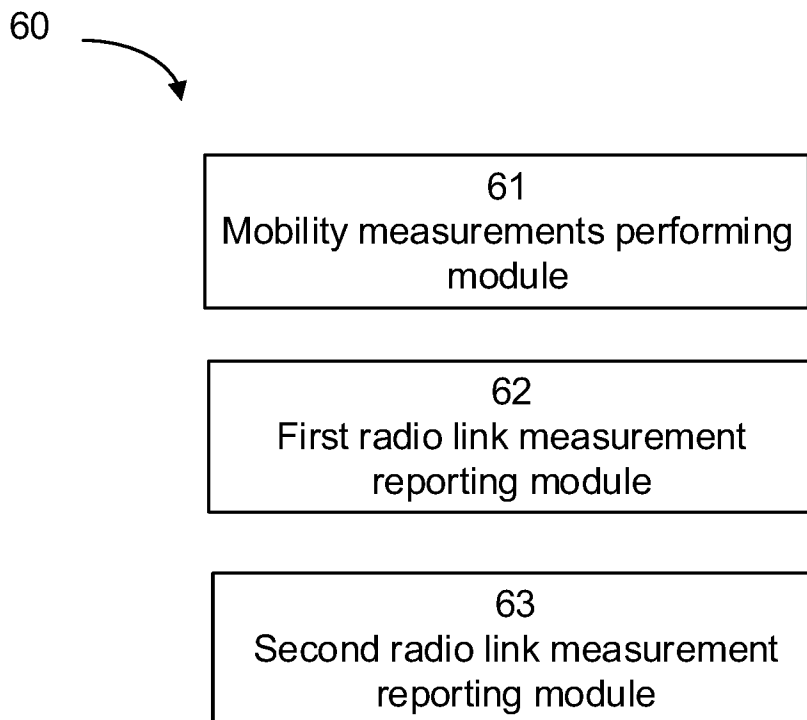 60
61
Mobility measurements performing
module
62
First radio link measurement
reporting module
63
Second radio link measurement
reporting module